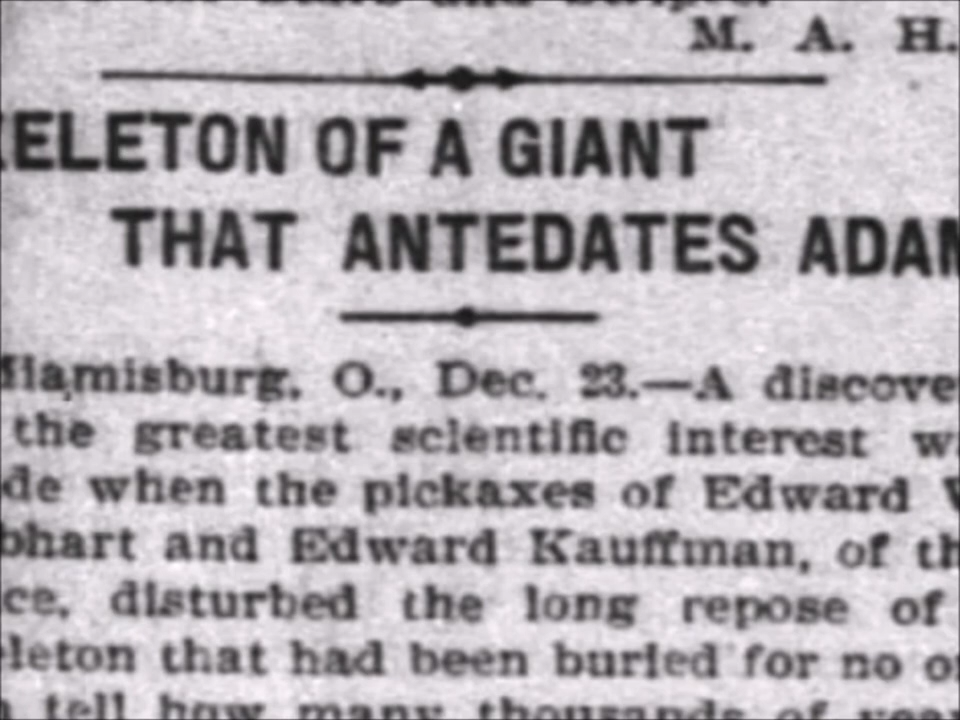 M. A. H.
ELETON OF A GIANT
THAT ANTEDATES ADAM
Miamisburg, O., Dec. 23.—A discove
the greatest scientific interest w
de when the pickaxes of Edward
bhart and Edward Kauffman, of th
ce, disturbed the long repose of
leton that had been buried for no o
tell how many thousands of year